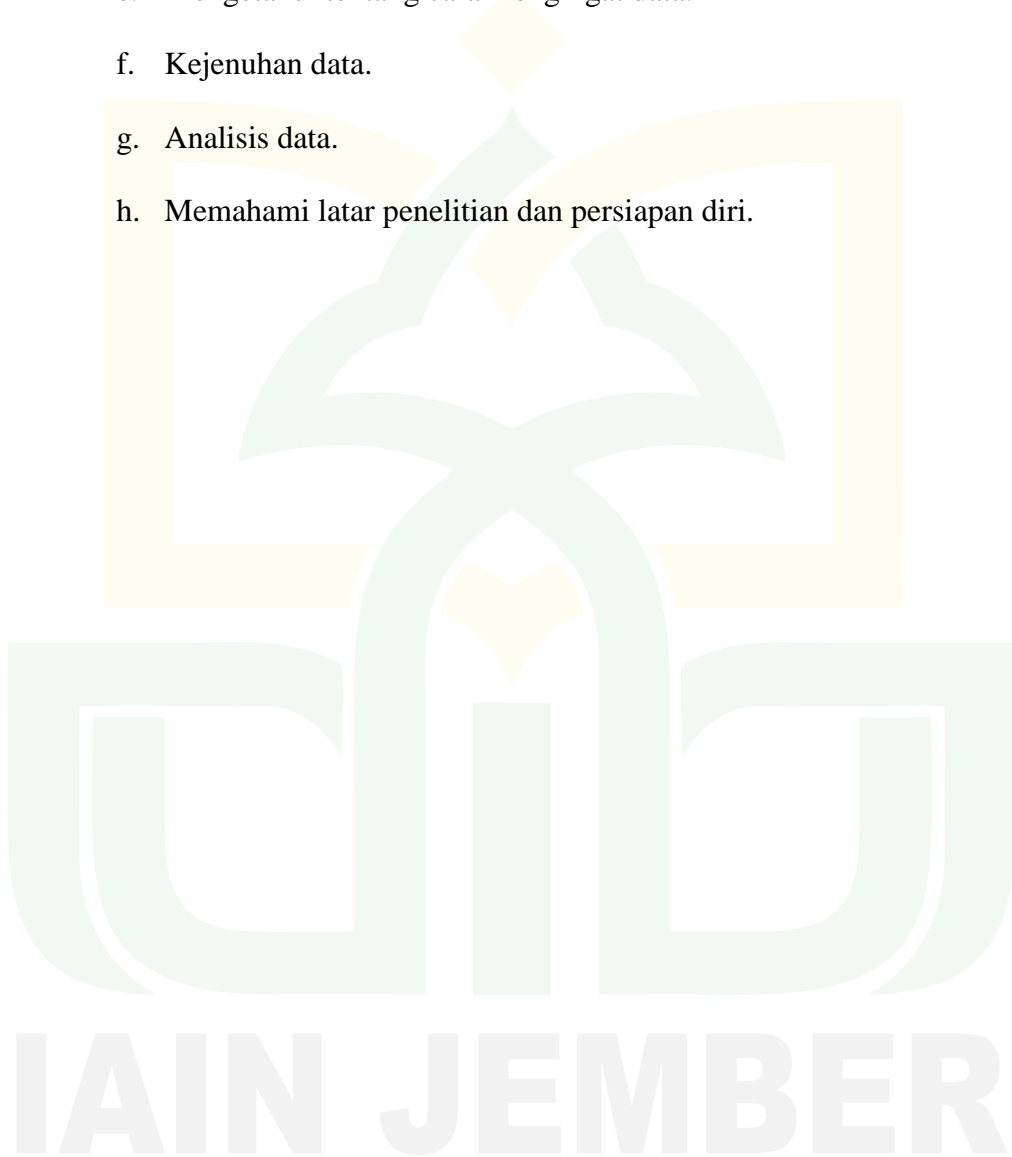 f. Kejenuhan data.
g. Analisis data.
h. Memahami latar penelitian dan persiapan diri.
IAIN JEMBER